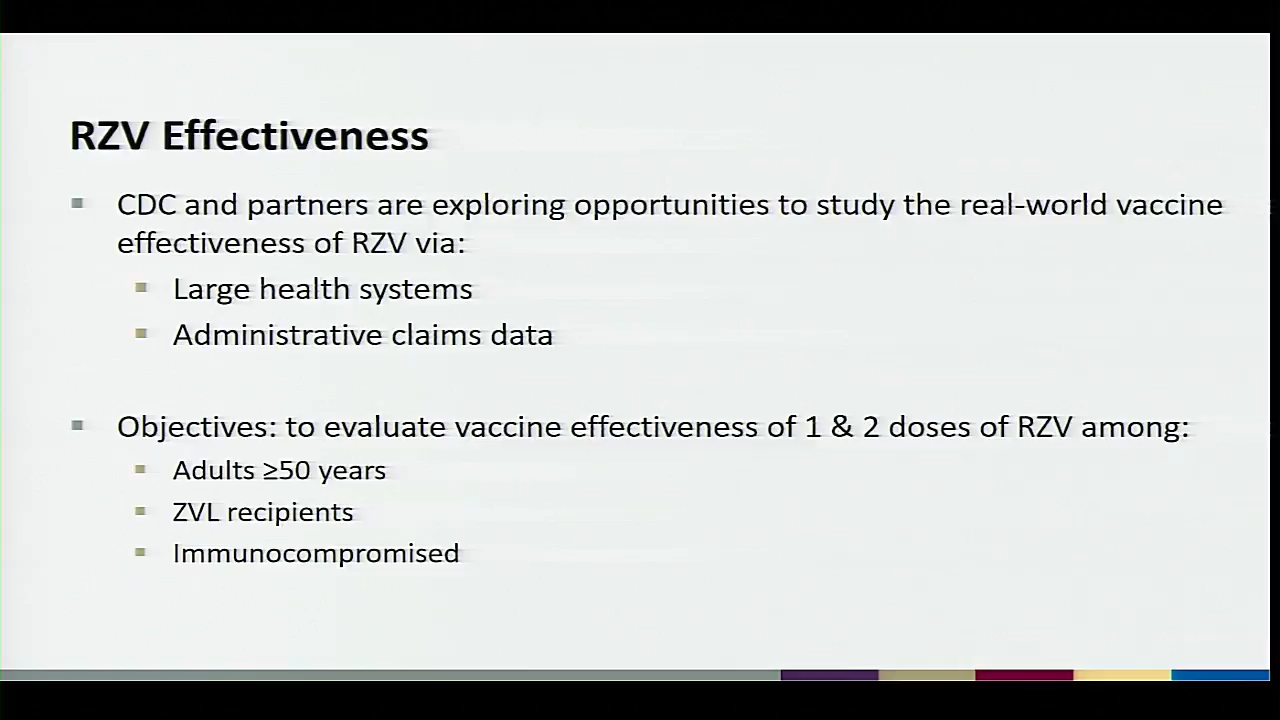 RZV Effectiveness
▪ CDC and partners are exploring opportunities to study the real-world vaccine
effectiveness of RZV via:
▪ Large health systems
▪ Administrative claims data
▪ Objectives: to evaluate vaccine effectiveness of 1 & 2 doses of RZV among:
▪ Adults ≥50 years
▪ ZVL recipients
▪ Immunocompromised